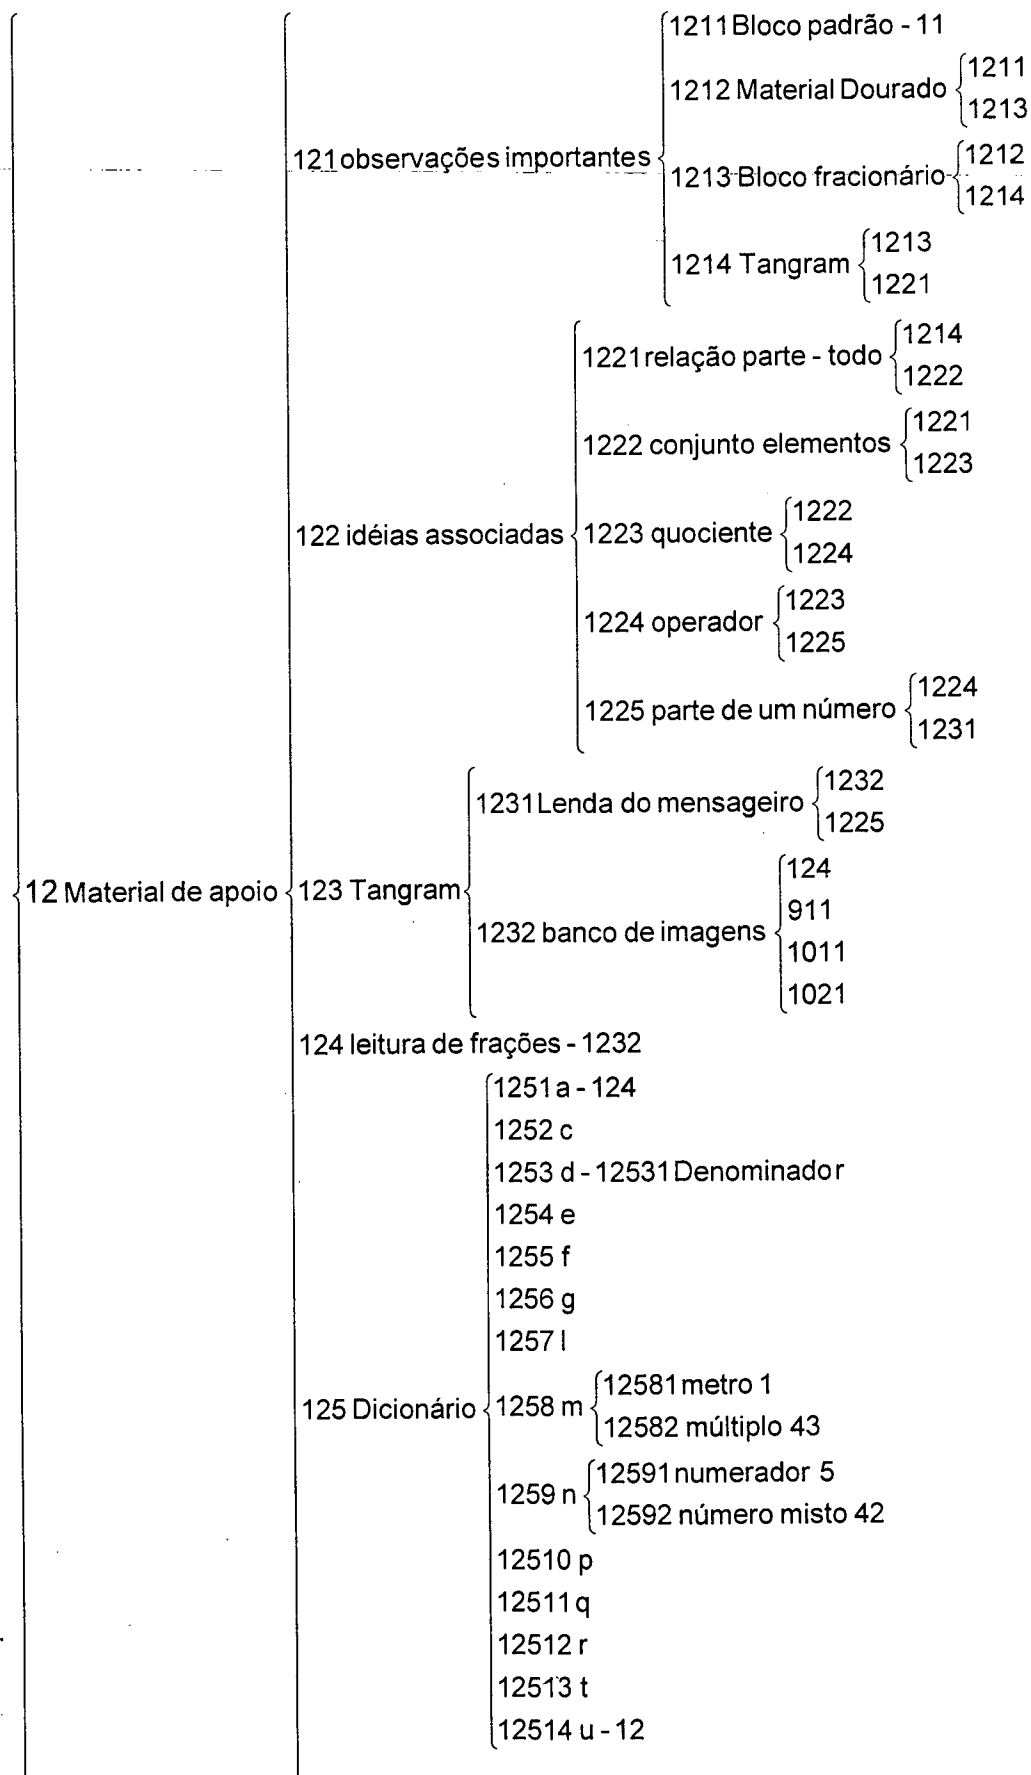 1211 Bloco padrão - 11
1212 Material Dourado
1211
1213
121 observações importantes
1213 Bloco fracionário
1212
1214
1214 Tangram
1213
1221
1221 relação parte - todo
1214
1222
1222 conjunto elementos
1221
1223
122 idéias associadas
1223 quociente
1222
1224
1224 operador
1223
1225
1225 parte de um número
1224
1231
1231 Lenda do mensageiro
1232
1225
12 Material de apoio
123 Tangram
1232 banco de imagens
124
911
1011
1021
124 leitura de frações - 1232
1251 a - 124
1252 c
1253 d - 12531 Denominador
1254 e
1255 f
1256 g
1257 l
125 Dicionário
1258 m
12581 metro 1
12582 múltiplo 43
1259 n
12591 numerador 5
12592 número misto 42
12510 p
12511 q
12512 r
12513 t
12514 u - 12